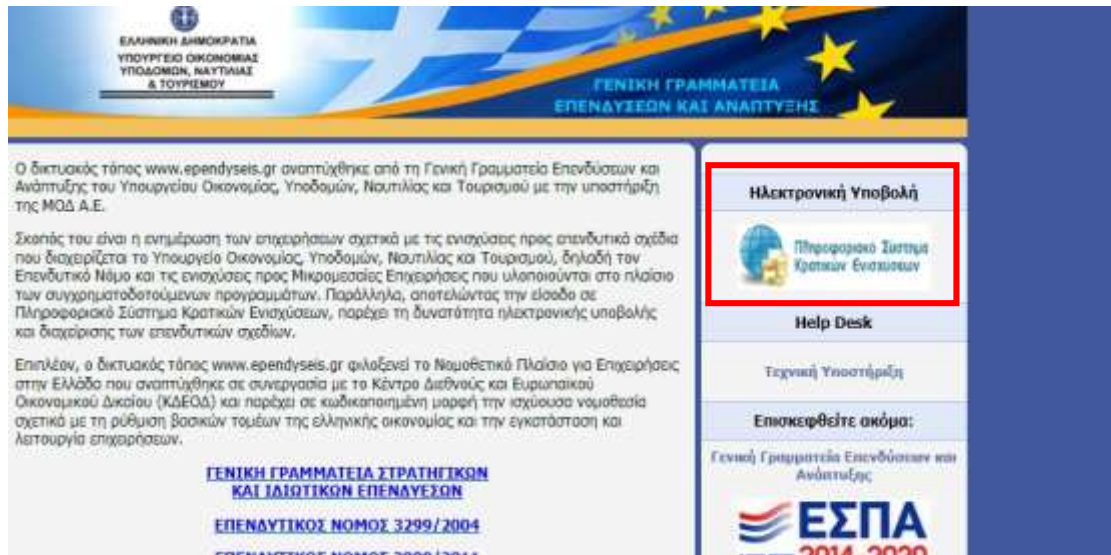 ΕΛΛΗΝΙΚΗ ΔΗΜΟΚΡΑΤΙΑ
ΥΠΟΥΡΓΕΙΟ ΟΙΚΟΝΟΜΙΑΣ
ΥΠΟΔΟΜΩΝ, ΝΑΥΤΙΛΙΑΣ
& ΤΟΥΡΙΣΜΟΥ
ΓΕΝΙΚΗ ΓΡΑΜΜΑΤΕΙΑ
ΕΠΕΝΔΥΣΕΩΝ ΚΑΙ ΑΝΑΠΤΥΞΗΣ
Ο δικτυακός τόπος www.ependyseis.gr αναπτύχθηκε από τη Γενική Γραμματεία Επενδύσεων και
Ανάπτυξης του Υπουργείου Οικονομίας, Υποδομών, Ναυτιλίας και Τουρισμού με την υποστήριξη
της ΜΟΔ Α.Ε.
Σκοπός του είναι η ενημέρωση των επιχειρήσεων σχετικά με τις ενισχύσεις προς επενδυτικά σχέδια
που διαχειρίζεται το Υπουργείο Οικονομίας, Υποδομών, Ναυτιλίας και Τουρισμού, δηλαδή τον
Επενδυτικό Νόμο και τις ενισχύσεις προς Μικρομεσαίες Επιχειρήσεις που υλοποιούνται στο πλαίσιο
των συγχρηματοδοτούμενων προγραμμάτων. Παράλληλα, αποτελώντας την είσοδο σε
Πληροφοριακό Σύστημα Κρατικών Ενισχύσεων, παρέχει τη δυνατότητα ηλεκτρονικής υποβολής
και διαχείρισης των επενδυτικών σχεδίων.
Επιπλέον, ο δικτυακός τόπος www.ependyseis.gr φιλοξενεί το Νομοθετικό Πλαίσιο για Επιχειρήσεις
στην Ελλάδα που αναπτύχθηκε σε συνεργασία με το Κέντρο Διεθνούς και Ευρωπαϊκού
Οικονομικού Δικαίου (ΚΔΕΟΔ) και παρέχει σε κωδικοποιημένη μορφή την ισχύουσα νομοθεσία
σχετικά με τη ρύθμιση βασικών τομέων της ελληνικής οικονομίας και την εγκατάσταση και
λειτουργία επιχειρήσεων.
ΓΕΝΙΚΗ ΓΡΑΜΜΑΤΕΙΑ ΣΤΡΑΤΗΓΙΚΩΝ
ΚΑΙ ΙΔΙΩΤΙΚΩΝ ΕΠΕΝΔΥΕΣΩΝ
ΕΠΕΝΔΥΤΙΚΟΣ ΝΟΜΟΣ 3299/2004
Ηλεκτρονική Υποβολή
Πληροφοριακό Σύστημα
Κρατικών Ενισχύσεων
Help Desk
Τεχνική Υποστήριξη
Επισκεφθείτε ακόμα:
Γενική Γραμματεία Επενδύσεων και
Ανάπτυξης
ΕΣΠΑ
2014-2020